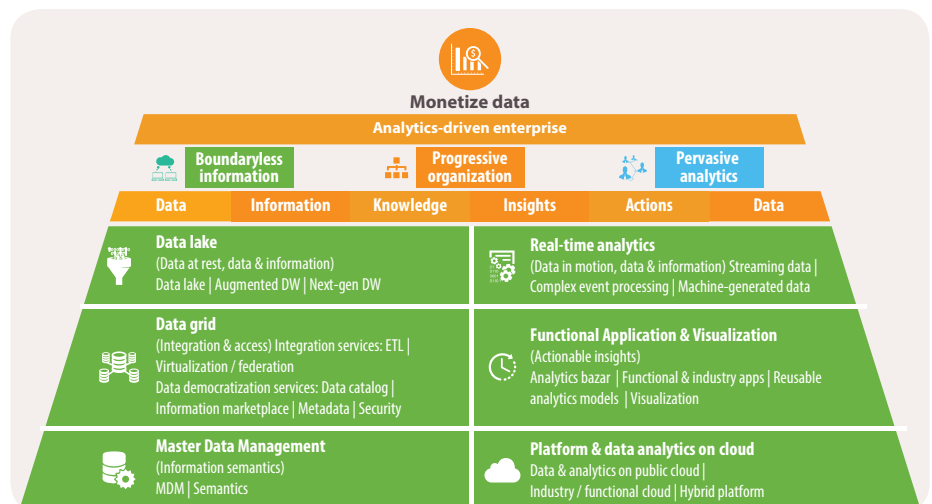 Monetize data
Analytics-driven enterprise
Boundaryless
information
Progressive
organization
Pervasive
analytics
Data
Information
Knowledge
Insights
Actions
Data
Data lake
(Data at rest, data & information)
Data lake | Augmented DW | Next-gen DW
Real-time analytics
(Data in motion, data & information) Streaming data |
Complex event processing | Machine-generated data
Data grid
(Integration & access) Integration services: ETL |
Virtualization / federation
Data democratization services: Data catalog |
Information marketplace | Metadata | Security
Functional Application & Visualization
(Actionable insights)
Analytics bazar | Functional & industry apps | Reusable
analytics models | Visualization
Master Data Management
(Information semantics)
MDM | Semantics
Platform & data analytics on cloud
Data & analytics on public cloud |
Industry / functional cloud | Hybrid platform